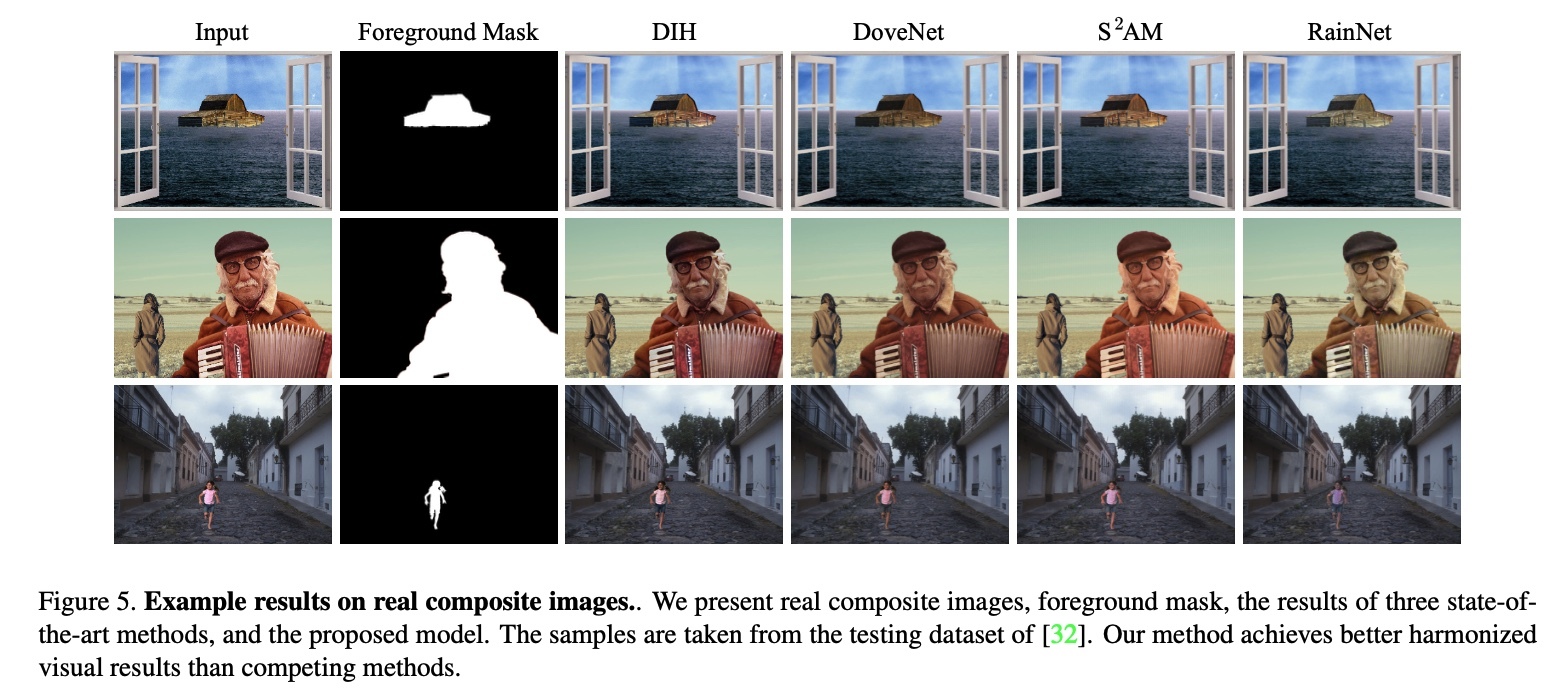 Input Foreground Mask DIH DoveNet S²AM RainNet
Figure 5. Example results on real composite images.. We present real composite images, foreground mask, the results of three state-of-
the-art methods, and the proposed model. The samples are taken from the testing dataset of [32]. Our method achieves better harmonized
visual results than competing methods.